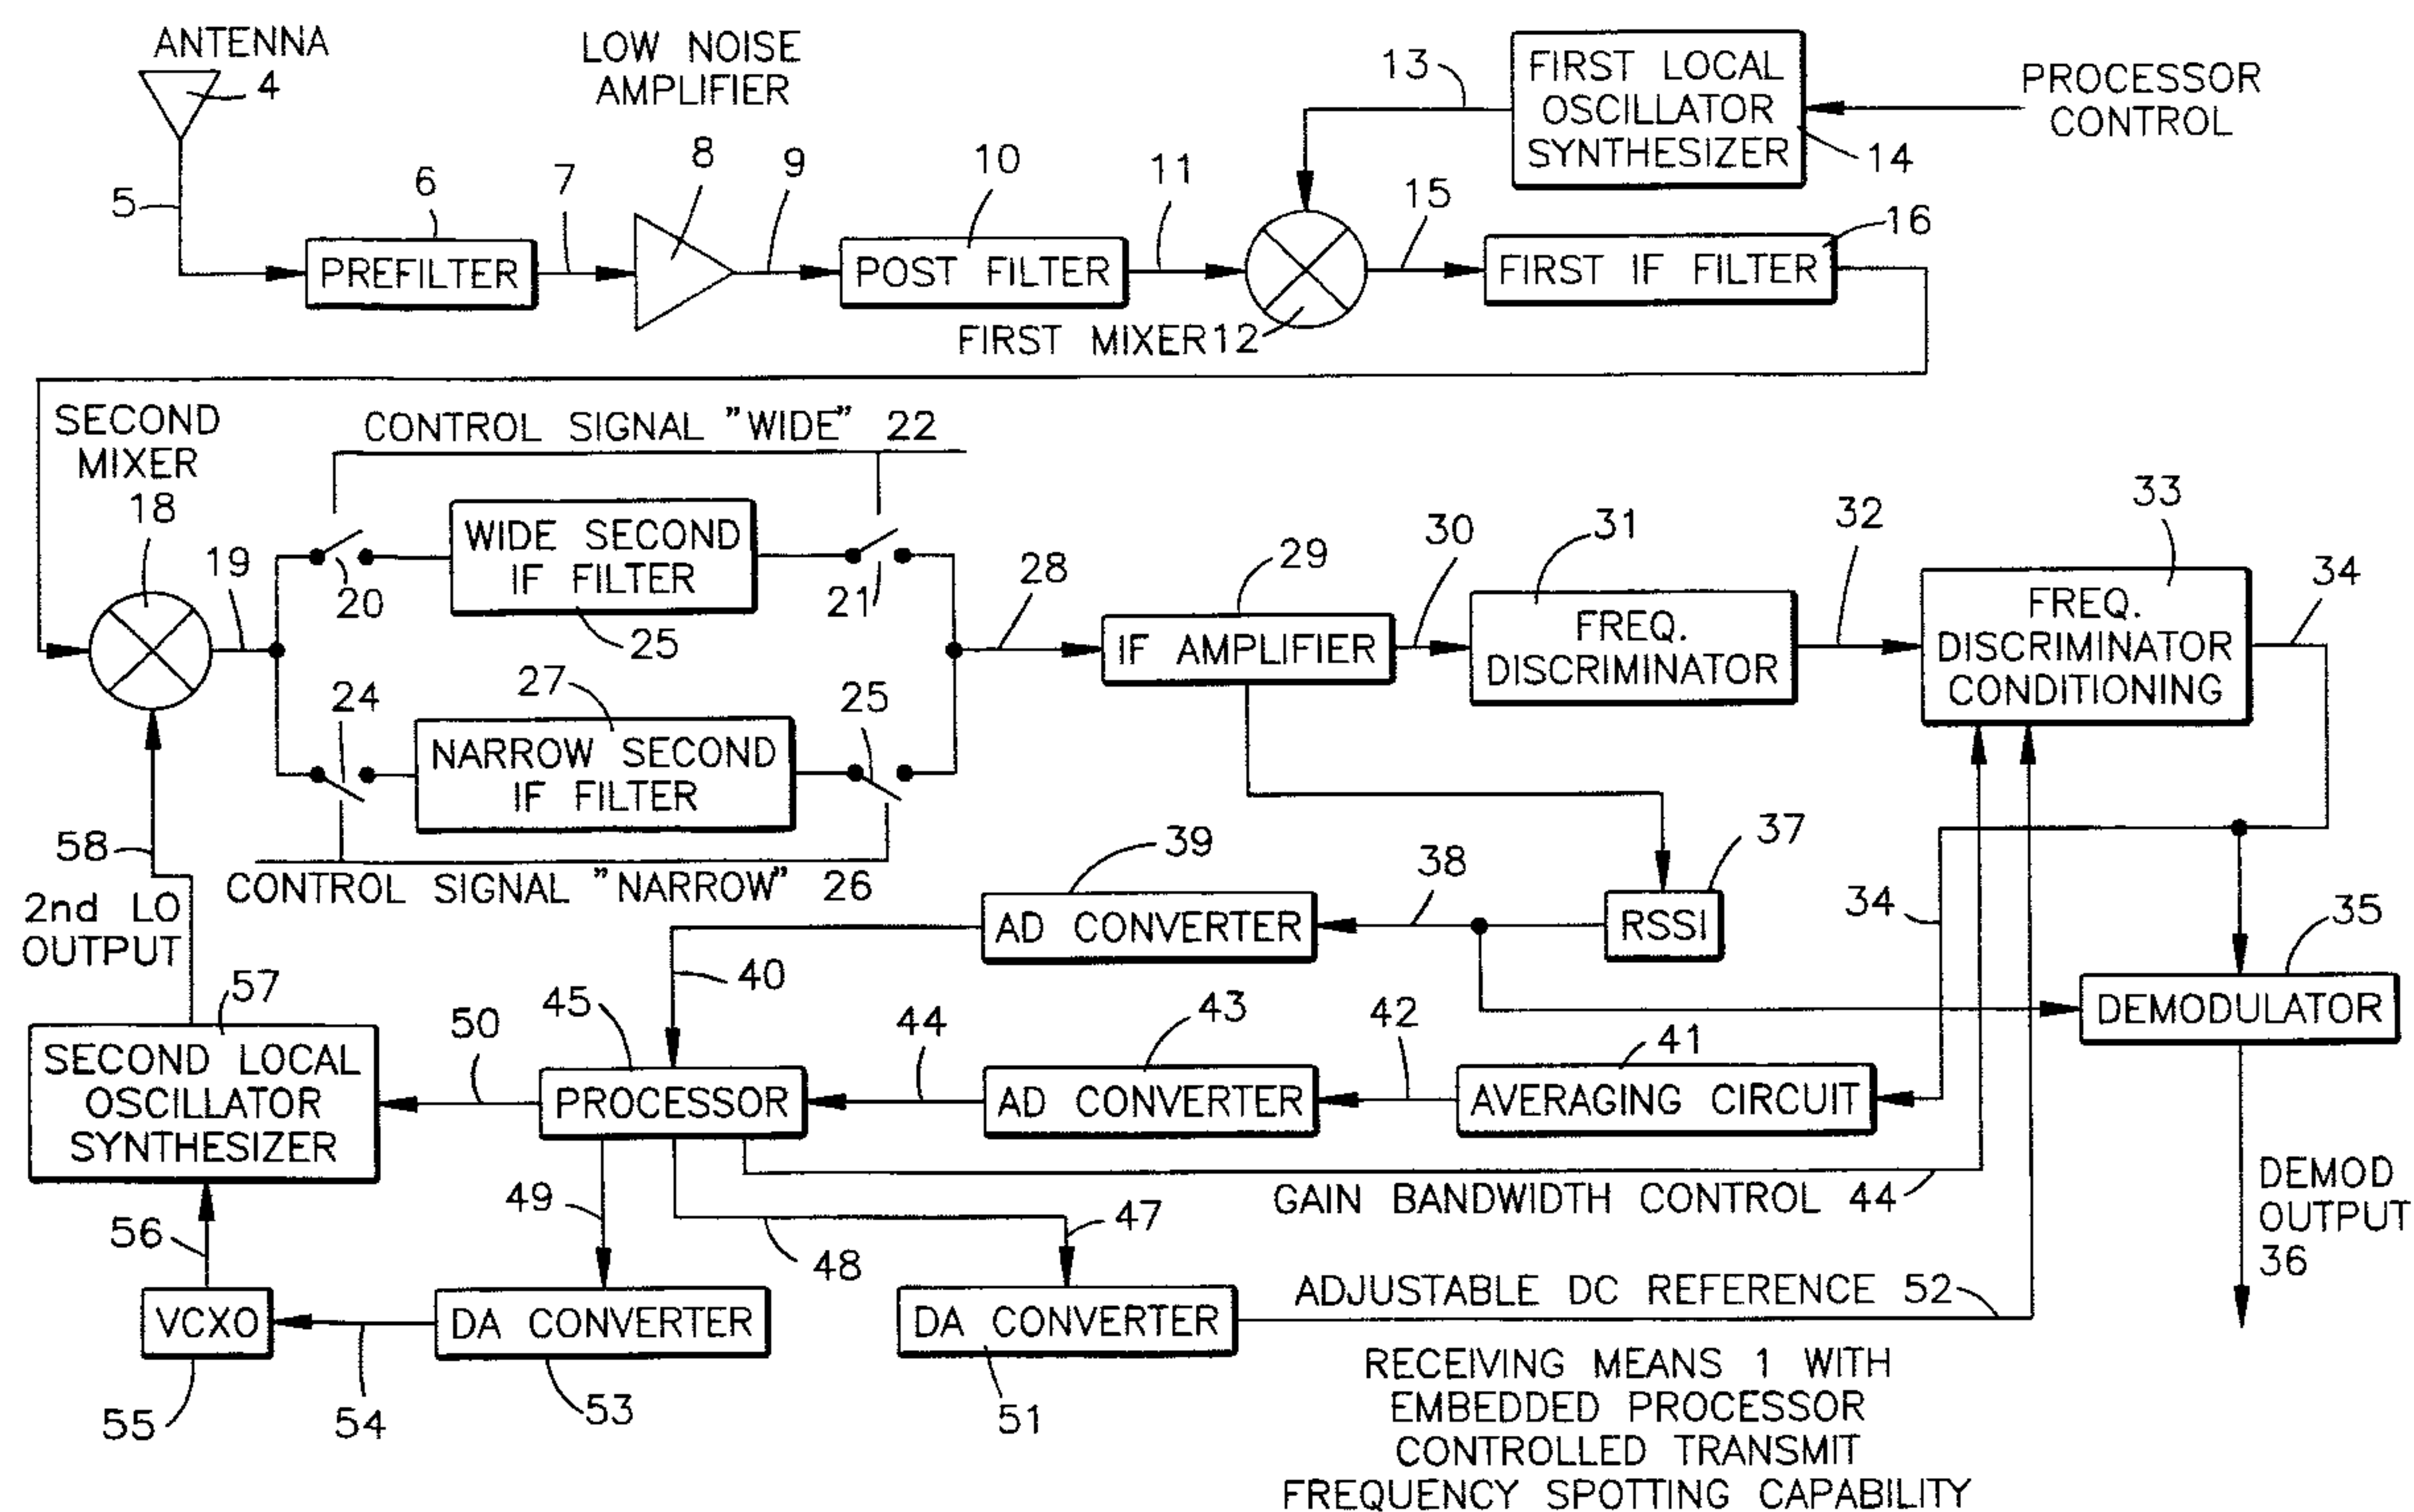 ANTENNA
4
LOW NOISE
AMPLIFIER
13
FIRST LOCAL
OSCILLATOR
SYNTHESIZER
14
PROCESSOR
CONTROL
5
6
PREFILTER
7
8
9
10
POST FILTER
11
FIRST MIXER 12
15
16
FIRST IF FILTER
SECOND
MIXER
18
CONTROL SIGNAL "WIDE" 22
19
20
WIDE SECOND
IF FILTER
25
21
28
29
IF AMPLIFIER
30
31
FREQ.
DISCRIMINATOR
32
33
FREQ.
DISCRIMINATOR
CONDITIONING
34
24
27
NARROW SECOND
IF FILTER
25
CONTROL SIGNAL "NARROW" 26
58
2nd LO
OUTPUT
39
AD CONVERTER
38
37
RSSI
34
35
DEMODULATOR
40
57
SECOND LOCAL
OSCILLATOR
SYNTHESIZER
50
45
PROCESSOR
44
43
AD CONVERTER
42
41
AVERAGING CIRCUIT
GAIN BANDWIDTH CONTROL 44
DEMOD
OUTPUT
36
49
48
47
56
VCXO
55
54
DA CONVERTER
53
DA CONVERTER
51
ADJUSTABLE DC REFERENCE 52
RECEIVING MEANS 1 WITH
EMBEDDED PROCESSOR
CONTROLLED TRANSMIT
FREQUENCY SPOTTING CAPABILITY